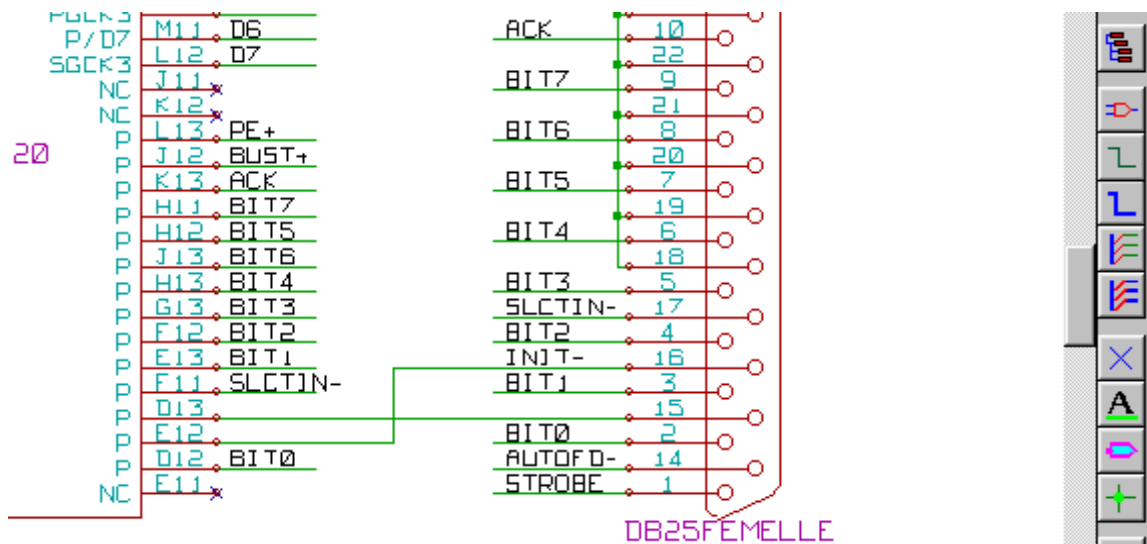 PGCK3
P/D7 M11 D6 ACK 10
SGCK3 L12 D7 22
NC J11 BIT7 9
NC K12 21
P L13 PE+ BIT6 8
20 P J12 BUST+ 20
P K13 ACK BIT5 7
P H11 BIT7 19
P H12 BIT5 BIT4 6
P J13 BIT6 18
P H13 BIT4 BIT3 5
P G13 BIT3 SLCTIN- 17
P F12 BIT2 BIT2 4
P E13 BIT1 INIT- 16
P F11 SLCTIN- BIT1 3
P D13 15
P E12 BIT0 2
P D12 BIT0 AUTOFD- 14
NC E11 STROBE 1
DB25FEMELLE
A